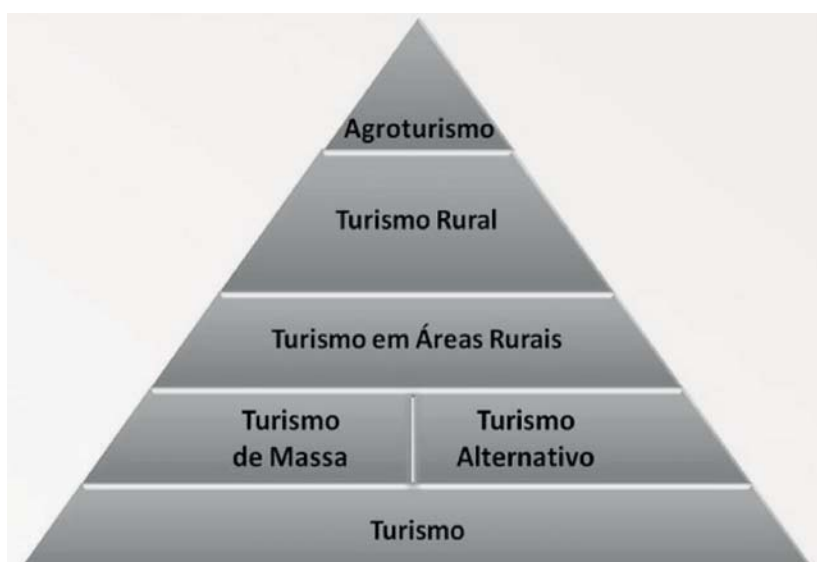 Agroturismo
Turismo Rural
Turismo em Áreas Rurais
Turismo
de Massa
Turismo
Alternativo
Turismo